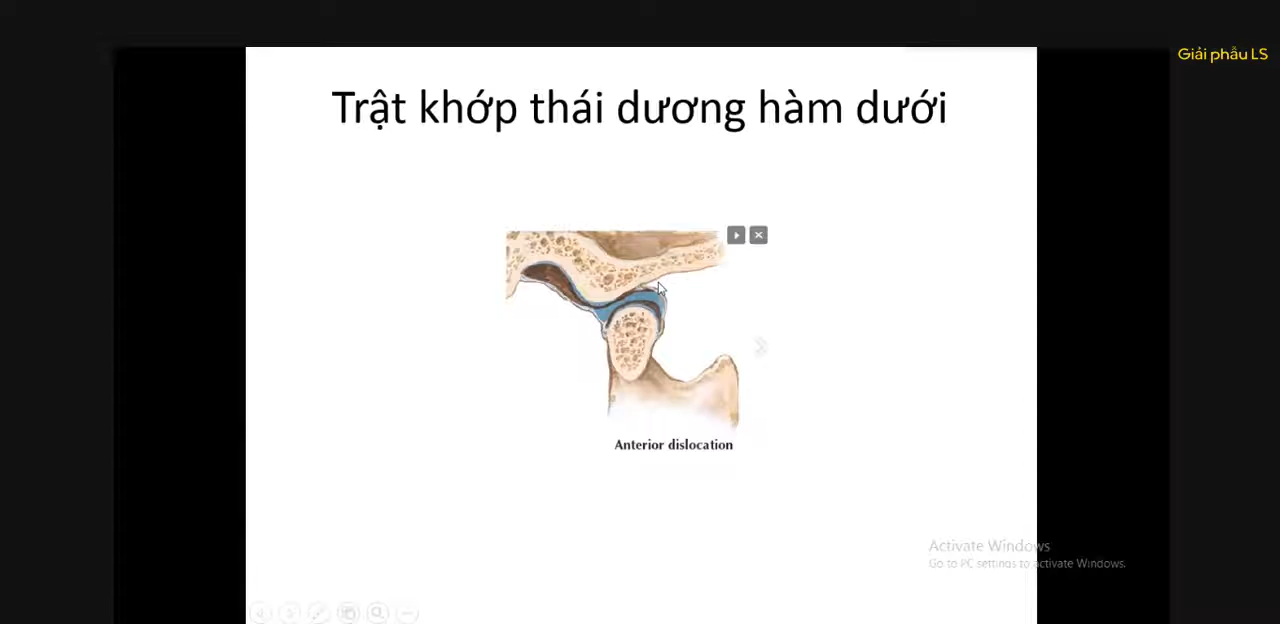 Giải phẫu LS
Trật khớp thái dương hàm dưới
Anterior dislocation
Activate Windows
Go to PC settings to activate Windows.